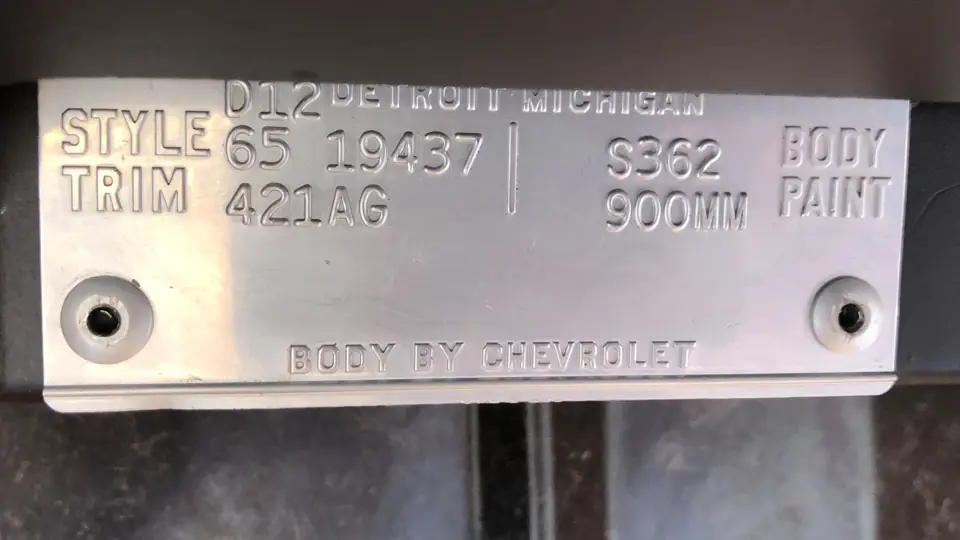 D12 DETROIT MICHIGAN
STYLE 65 19437 S362 BODY
TRIM 421AG 900MM PAINT
BODY BY CHEVROLET